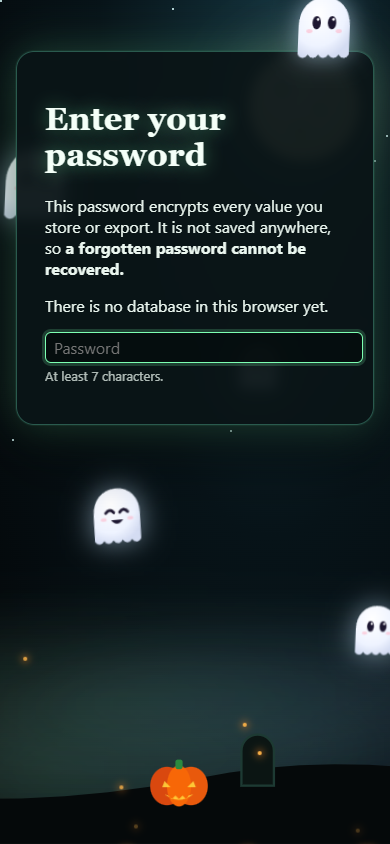 Enter your
password
This password encrypts every value you
store or export. It is not saved anywhere,
so a forgotten password cannot be
recovered.
There is no database in this browser yet.
Password
At least 7 characters.